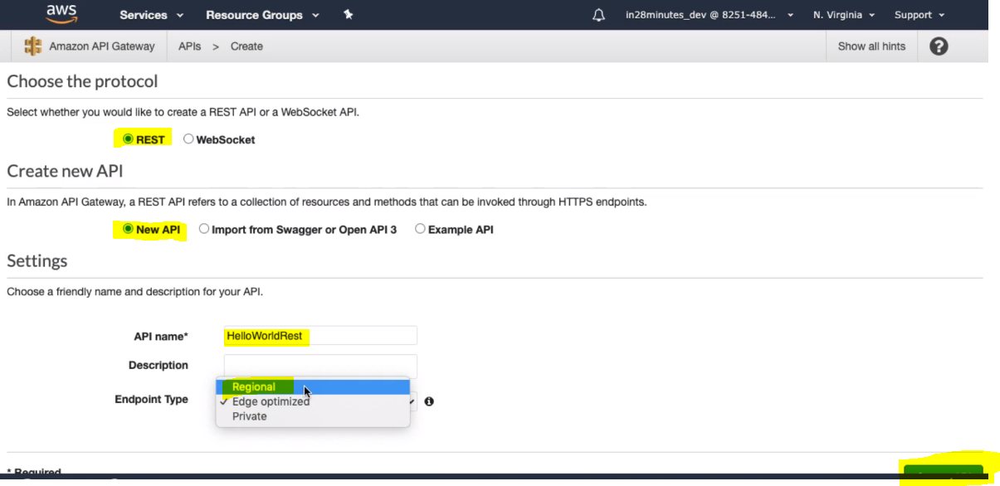 aws Services Resource Groups in28minutes_dev @ 8251-484... N. Virginia Support
Amazon API Gateway APIs > Create Show all hints ?
Choose the protocol
Select whether you would like to create a REST API or a WebSocket API.
REST WebSocket
Create new API
In Amazon API Gateway, a REST API refers to a collection of resources and methods that can be invoked through HTTPS endpoints.
New API Import from Swagger or Open API 3 Example API
Settings
Choose a friendly name and description for your API.
API name* HelloWorldRest
Description
Regional
Endpoint Type ✓ Edge optimized
Private
* Required